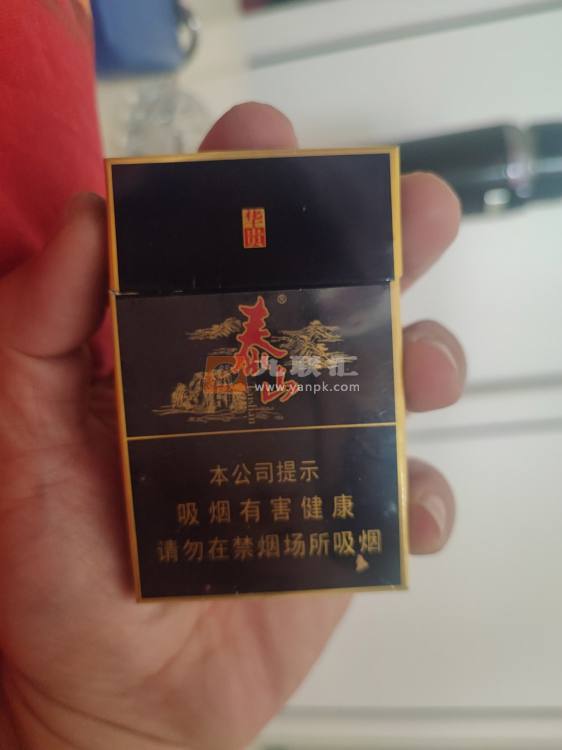 华贵
泰山
®
九联汇
www.yanpk.com
本公司提示
吸烟有害健康
请勿在禁烟场所吸烟